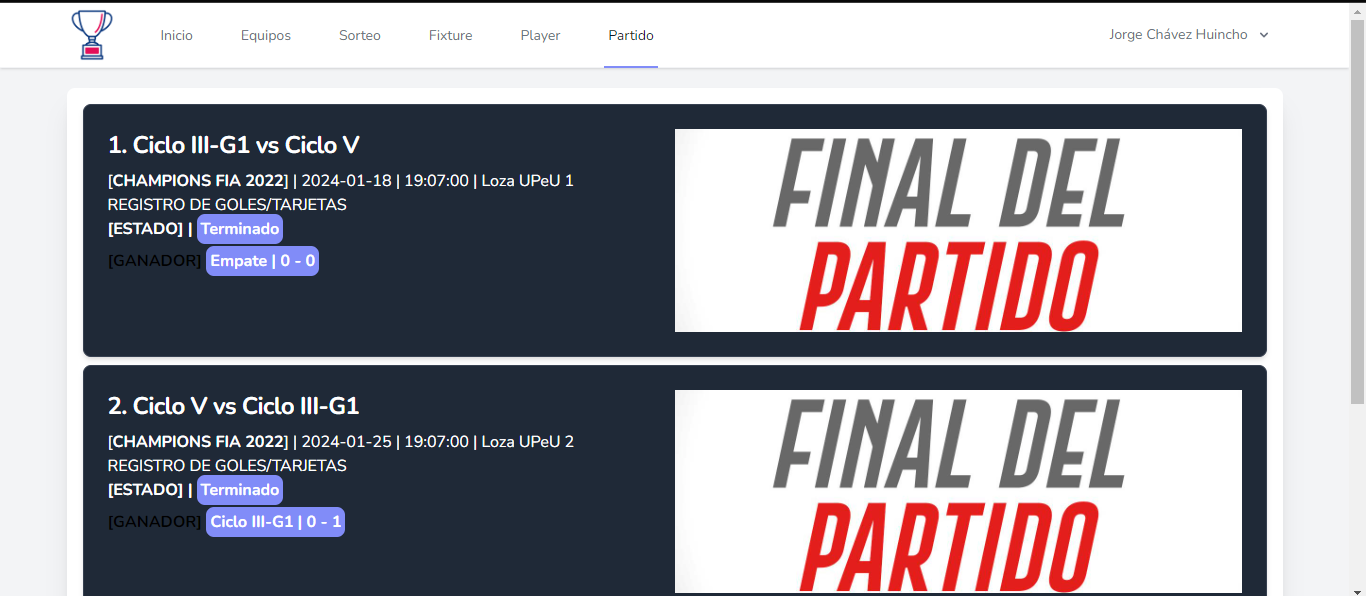 Inicio
Equipos
Sorteo
Fixture
Player
Partido
Jorge Chávez Huincho
1. Ciclo III-G1 vs Ciclo V
[CHAMPIONS FIA 2022] | 2024-01-18 | 19:07:00 | Loza UPeU 1
REGISTRO DE GOLES/TARJETAS
[ESTADO] | Terminado
[GANADOR] Empate | 0 - 0
FINAL DEL
PARTIDO
2. Ciclo V vs Ciclo III-G1
[CHAMPIONS FIA 2022] | 2024-01-25 | 19:07:00 | Loza UPeU 2
REGISTRO DE GOLES/TARJETAS
[ESTADO] | Terminado
[GANADOR] Ciclo III-G1 | 0 - 1
FINAL DEL
PARTIDO